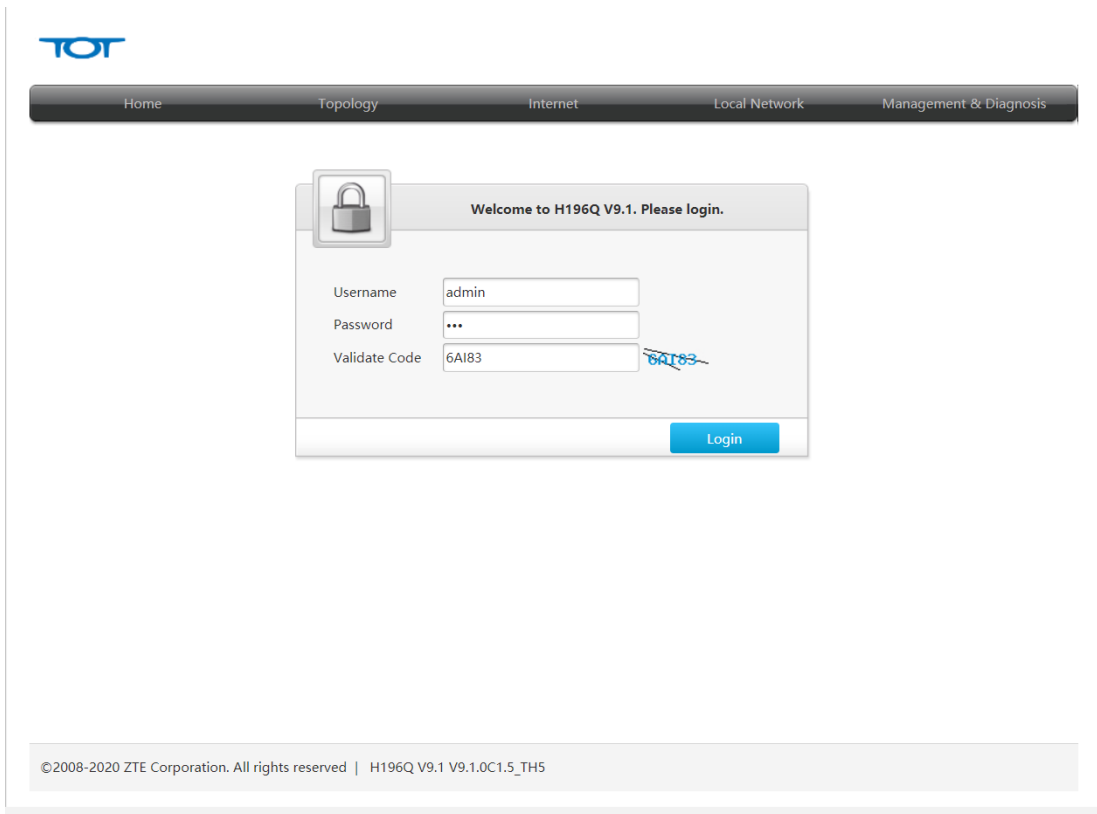 TOT
Home Topology Internet Local Network Management & Diagnosis
Welcome to H196Q V9.1. Please login.
Username admin
Password •••
Validate Code 6AI83 6AI83
Login
©2008-2020 ZTE Corporation. All rights reserved | H196Q V9.1 V9.1.0C1.5_TH5